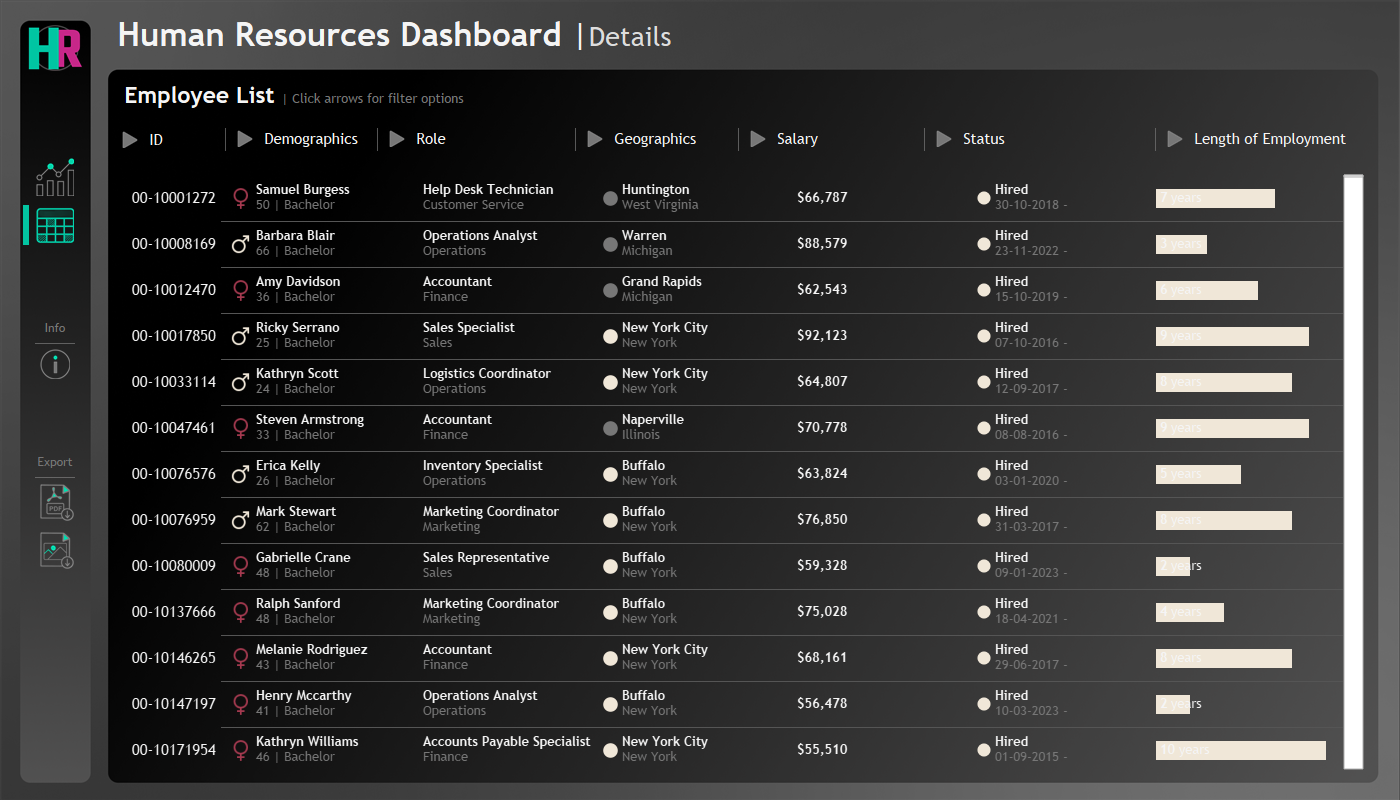 HR
Human Resources Dashboard | Details
Employee List | Click arrows for filter options
ID Demographics Role Geographics Salary Status Length of Employment
00-10001272 Samuel Burgess Help Desk Technician Huntington $66,787 Hired 7 years
50 | Bachelor Customer Service West Virginia 30-10-2018 -
00-10008169 Barbara Blair Operations Analyst Warren $88,579 Hired 3 years
66 | Bachelor Operations Michigan 23-11-2022 -
00-10012470 Amy Davidson Accountant Grand Rapids $62,543 Hired 6 years
36 | Bachelor Finance Michigan 15-10-2019 -
00-10017850 Ricky Serrano Sales Specialist New York City $92,123 Hired 9 years
25 | Bachelor Sales New York 07-10-2016 -
00-10033114 Kathryn Scott Logistics Coordinator New York City $64,807 Hired 8 years
24 | Bachelor Operations New York 12-09-2017 -
00-10047461 Steven Armstrong Accountant Naperville $70,778 Hired 9 years
33 | Bachelor Finance Illinois 08-08-2016 -
00-10076576 Erica Kelly Inventory Specialist Buffalo $63,824 Hired 5 years
26 | Bachelor Operations New York 03-01-2020 -
00-10076959 Mark Stewart Marketing Coordinator Buffalo $76,850 Hired 8 years
62 | Bachelor Marketing New York 31-03-2017 -
00-10080009 Gabrielle Crane Sales Representative Buffalo $59,328 Hired 2 years
48 | Bachelor Sales New York 09-01-2023 -
00-10137666 Ralph Sanford Marketing Coordinator Buffalo $75,028 Hired 4 years
48 | Bachelor Marketing New York 18-04-2021 -
00-10146265 Melanie Rodriguez Accountant New York City $68,161 Hired 8 years
43 | Bachelor Finance New York 29-06-2017 -
00-10147197 Henry Mccarthy Operations Analyst Buffalo $56,478 Hired 2 years
41 | Bachelor Operations New York 10-03-2023 -
00-10171954 Kathryn Williams Accounts Payable Specialist New York City $55,510 Hired 10 years
46 | Bachelor Finance New York 01-09-2015 -
Info
Export
PDF